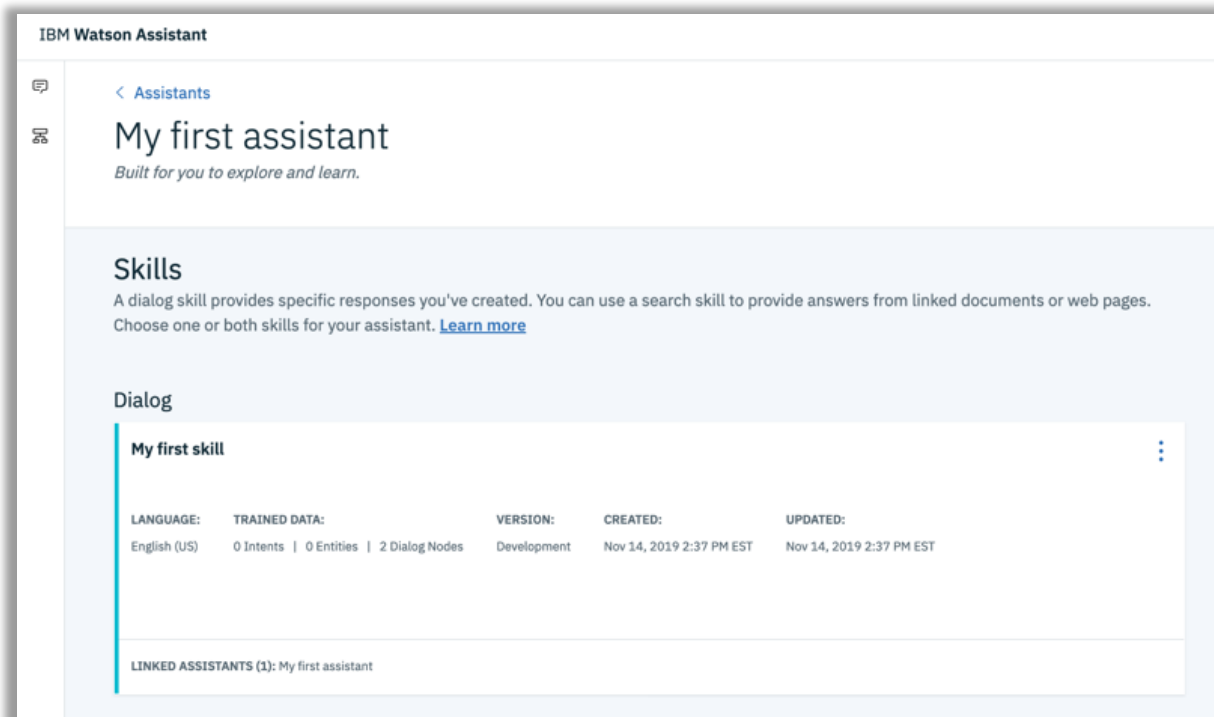 IBM Watson Assistant
< Assistants
My first assistant
Built for you to explore and learn.
Skills
A dialog skill provides specific responses you've created. You can use a search skill to provide answers from linked documents or web pages.
Choose one or both skills for your assistant. Learn more
Dialog
My first skill
LANGUAGE: TRAINED DATA: VERSION: CREATED: UPDATED:
English (US) 0 Intents | 0 Entities | 2 Dialog Nodes Development Nov 14, 2019 2:37 PM EST Nov 14, 2019 2:37 PM EST
LINKED ASSISTANTS (1): My first assistant